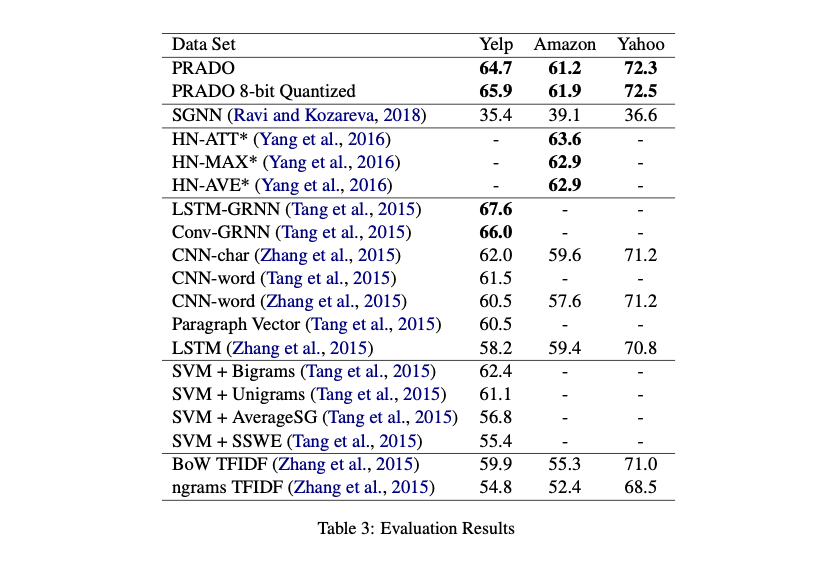 Data Set Yelp Amazon Yahoo
PRADO 64.7 61.2 72.3
PRADO 8-bit Quantized 65.9 61.9 72.5
SGNN (Ravi and Kozareva, 2018) 35.4 39.1 36.6
HN-ATT* (Yang et al., 2016) - 63.6 -
HN-MAX* (Yang et al., 2016) - 62.9 -
HN-AVE* (Yang et al., 2016) - 62.9 -
LSTM-GRNN (Tang et al., 2015) 67.6 - -
Conv-GRNN (Tang et al., 2015) 66.0 - -
CNN-char (Zhang et al., 2015) 62.0 59.6 71.2
CNN-word (Tang et al., 2015) 61.5 - -
CNN-word (Zhang et al., 2015) 60.5 57.6 71.2
Paragraph Vector (Tang et al., 2015) 60.5 - -
LSTM (Zhang et al., 2015) 58.2 59.4 70.8
SVM + Bigrams (Tang et al., 2015) 62.4 - -
SVM + Unigrams (Tang et al., 2015) 61.1 - -
SVM + AverageSG (Tang et al., 2015) 56.8 - -
SVM + SSWE (Tang et al., 2015) 55.4 - -
BoW TFIDF (Zhang et al., 2015) 59.9 55.3 71.0
ngrams TFIDF (Zhang et al., 2015) 54.8 52.4 68.5
Table 3: Evaluation Results